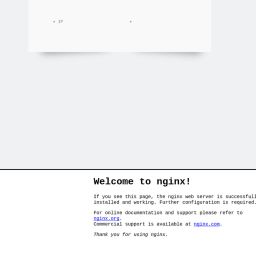 Welcome to nginx!
If you see this page, the nginx web server is successfull
installed and working. Further configuration is required.
For online documentation and support please refer to
nginx.org.
Commercial support is available at nginx.com.
Thank you for using nginx.